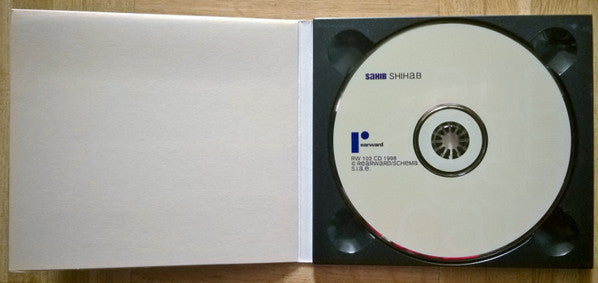 SaHIB SHIHaB
rearward
RW 102 CD 1998
© ReaRWaRD/SCHeMa
s.i.a.e.